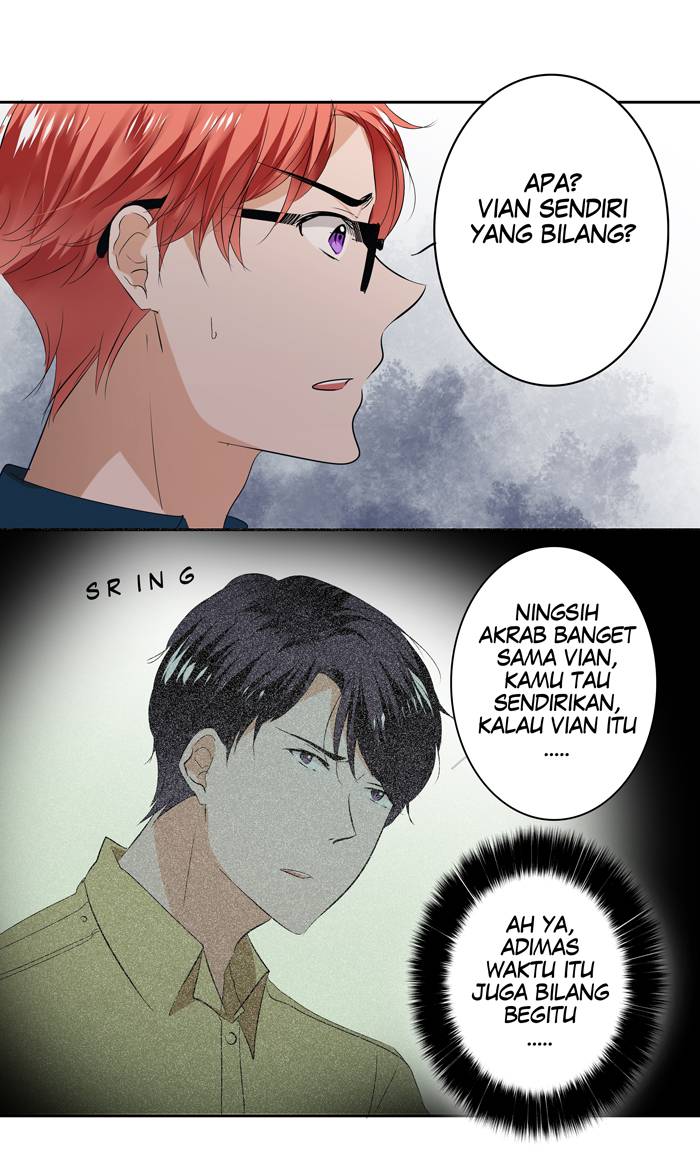 APA?
VIAN SENDIRI
YANG BILANG?
SRING
NINGSIH
AKRAB BANGET
SAMA VIAN,
KAMU TAU
SENDIRIKAN,
KALAU VIAN ITU
.....
AH YA,
ADIMAS
WAKTU ITU
JUGA BILANG
BEGITU
.....